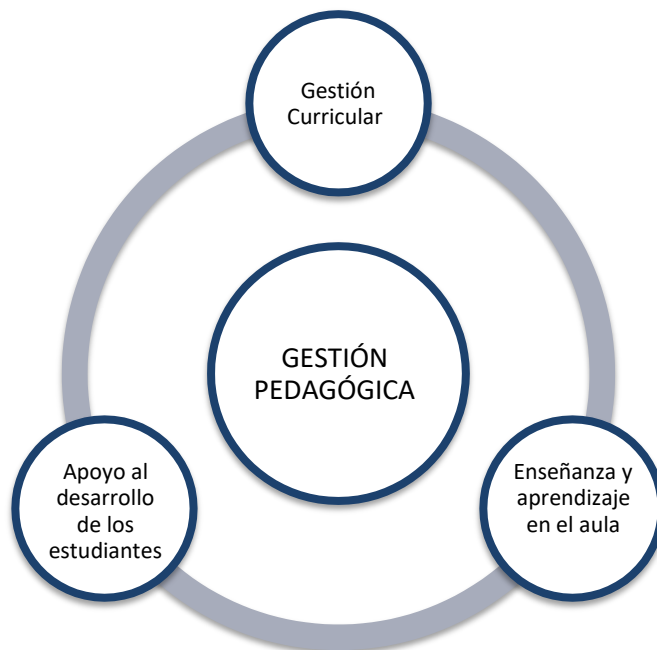 Gestión
Curricular
GESTIÓN
PEDAGÓGICA
Apoyo al
desarrollo
de los
estudiantes
Enseñanza y
aprendizaje
en el aula